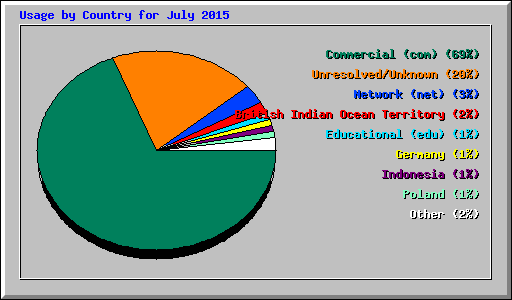 Usage by Country for July 2015
Commercial (com) (69%)
Unresolved/Unknown (20%)
Network (net) (3%)
British Indian Ocean Territory (2%)
Educational (edu) (1%)
Germany (1%)
Indonesia (1%)
Poland (1%)
Other (2%)